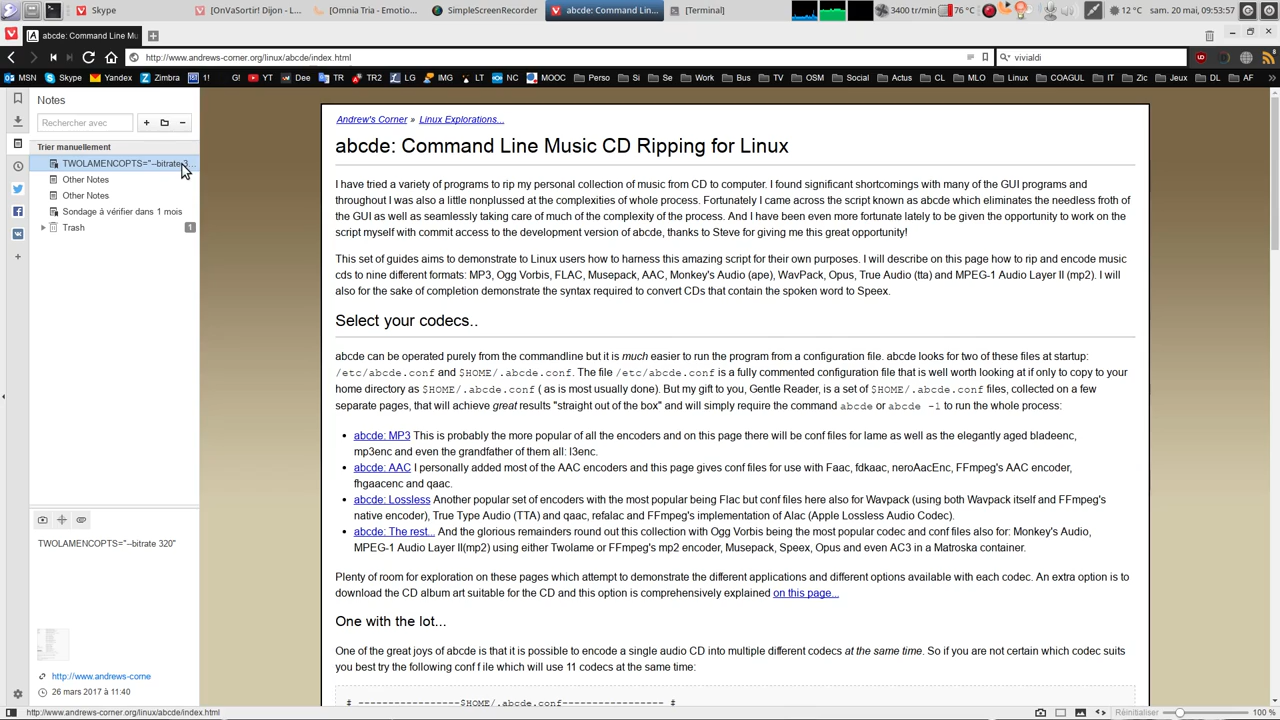 Skype
[OnVaSortir! Dijon - L...
[Omnia Tria - Emotio...
SimpleScreenRecorder
abcde: Command Lin...
[Terminal]
3400 tr/min
76 °C
12 °C
sam. 20 mai, 09:53:57
abcde: Command Line Mu
http://www.andrews-corner.org/linux/abcde/index.html
vivialdi
MSN
Skype
Yandex
Zimbra
1!
G!
YT
Dee
TR
TR2
LG
IMG
LT
NC
MOOC
Perso
Si
Se
Work
Bus
TV
OSM
Social
Actus
CL
MLO
Linux
COAGUL
IT
Zic
Jeux
DL
AF
Notes
Rechercher avec
Trier manuellement
TWOLAMENCOPTS="--bitrate 3...
Other Notes
Other Notes
Sondage à vérifier dans 1 mois
Trash
1
TWOLAMENCOPTS="--bitrate 320"
http://www.andrews-corne
26 mars 2017 à 11:40
Andrew's Corner » Linux Explorations...
abcde: Command Line Music CD Ripping for Linux
I have tried a variety of programs to rip my personal collection of music from CD to computer. I found significant shortcomings with many of the GUI programs and
throughout I was also a little nonplussed at the complexities of whole process. Fortunately I came across the script known as abcde which eliminates the needless froth of
the GUI as well as seamlessly taking care of much of the complexity of the process. And I have been even more fortunate lately to be given the opportunity to work on the
script myself with commit access to the development version of abcde, thanks to Steve for giving me this great opportunity!
This set of guides aims to demonstrate to Linux users how to harness this amazing script for their own purposes. I will describe on this page how to rip and encode music
cds to nine different formats: MP3, Ogg Vorbis, FLAC, Musepack, AAC, Monkey's Audio (ape), WavPack, Opus, True Audio (tta) and MPEG-1 Audio Layer II (mp2). I will
also for the sake of completion demonstrate the syntax required to convert CDs that contain the spoken word to Speex.
Select your codecs..
abcde can be operated purely from the commandline but it is much easier to run the program from a configuration file. abcde looks for two of these files at startup:
/etc/abcde.conf and $HOME/.abcde.conf. The file /etc/abcde.conf is a fully commented configuration file that is well worth looking at if only to copy to your
home directory as $HOME/.abcde.conf ( as is most usually done). But my gift to you, Gentle Reader, is a set of $HOME/.abcde.conf files, collected on a few
separate pages, that will achieve great results "straight out of the box" and will simply require the command abcde or abcde -1 to run the whole process:
• abcde: MP3 This is probably the more popular of all the encoders and on this page there will be conf files for lame as well as the elegantly aged bladeenc,
mp3enc and even the grandfather of them all: l3enc.
• abcde: AAC I personally added most of the AAC encoders and this page gives conf files for use with Faac, fdkaac, neroAacEnc, FFmpeg's AAC encoder,
fhgaacenc and qaac.
• abcde: Lossless Another popular set of encoders with the most popular being Flac but conf files here also for Wavpack (using both Wavpack itself and FFmpeg's
native encoder), True Type Audio (TTA) and qaac, refalac and FFmpeg's implementation of Alac (Apple Lossless Audio Codec).
• abcde: The rest... And the glorious remainders round out this collection with Ogg Vorbis being the most popular codec and conf files also for: Monkey's Audio,
MPEG-1 Audio Layer II(mp2) using either Twolame or FFmpeg's mp2 encoder, Musepack, Speex, Opus and even AC3 in a Matroska container.
Plenty of room for exploration on these pages which attempt to demonstrate the different applications and different options available with each codec. An extra option is to
download the CD album art suitable for the CD and this option is comprehensively explained on this page...
One with the lot...
One of the great joys of abcde is that it is possible to encode a single audio CD into multiple different codecs at the same time. So if you are not certain which codec suits
you best try the following conf file which will use 11 codecs at the same time:
# -----------------$HOME/.abcde.conf----------------- #
http://www.andrews-corner.org/linux/abcde/index.html
Réinitialiser
100 %